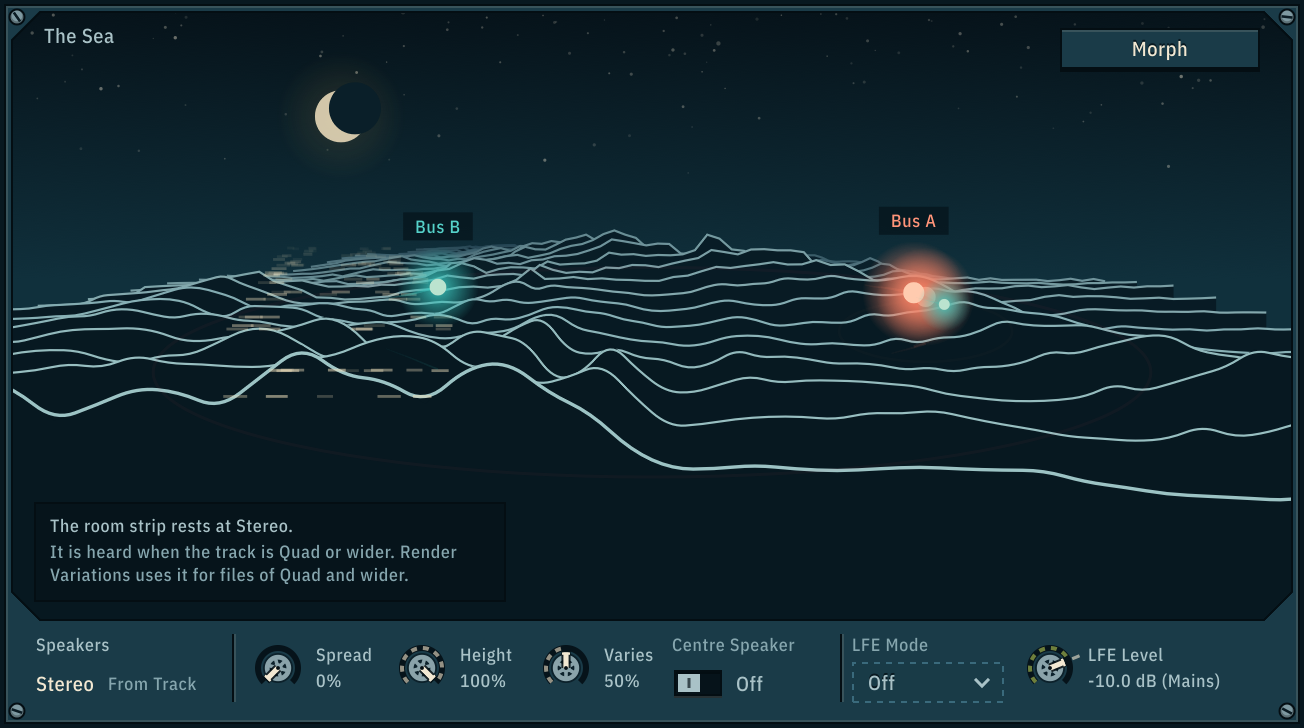 The Sea
Morph
Bus B
Bus A
The room strip rests at Stereo.
It is heard when the track is Quad or wider. Render
Variations uses it for files of Quad and wider.
Speakers
Stereo From Track
Spread
0%
Height
100%
Varies
50%
Centre Speaker
Off
LFE Mode
Off
LFE Level
-10.0 dB (Mains)